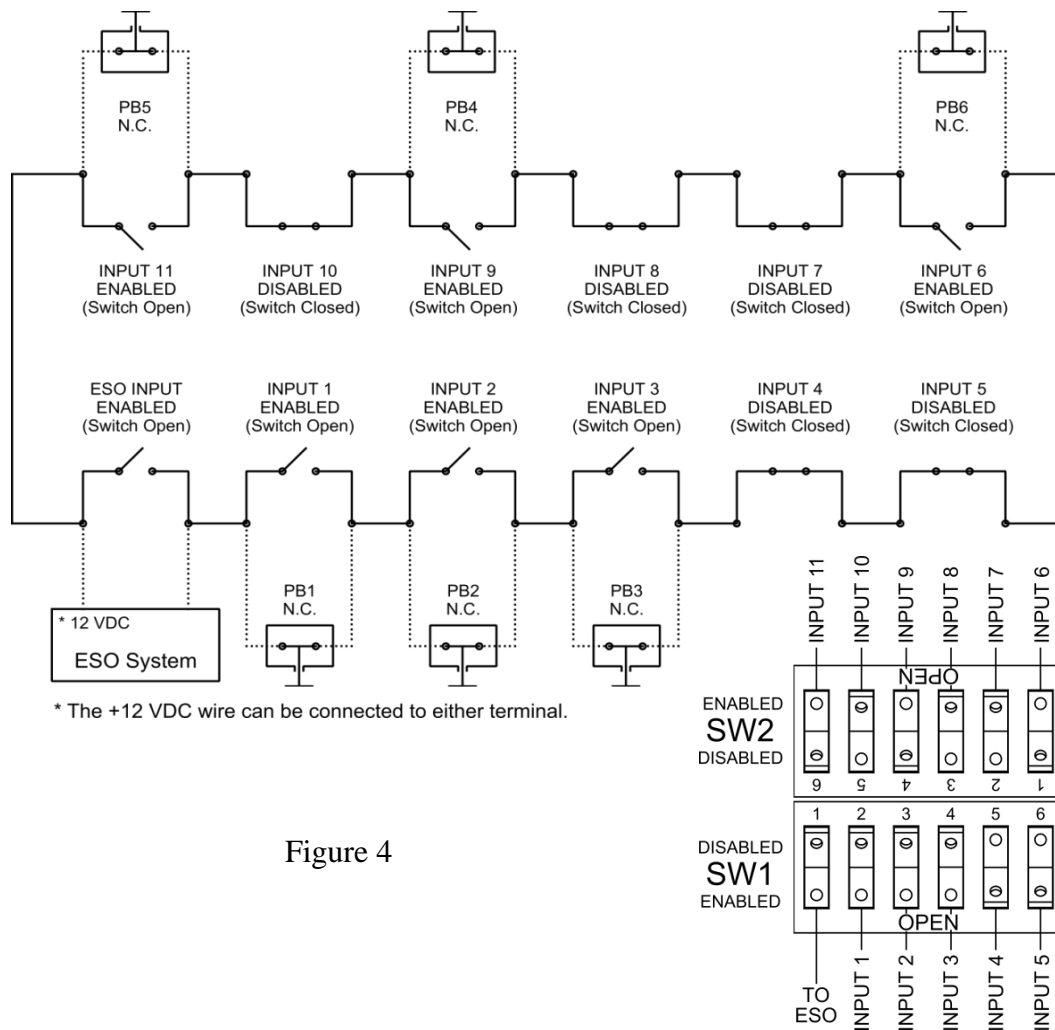 PB5
N.C.
PB4
N.C.
PB6
N.C.
INPUT 11
ENABLED
(Switch Open)
INPUT 10
DISABLED
(Switch Closed)
INPUT 9
ENABLED
(Switch Open)
INPUT 8
DISABLED
(Switch Closed)
INPUT 7
DISABLED
(Switch Closed)
INPUT 6
ENABLED
(Switch Open)
ESO INPUT
ENABLED
(Switch Open)
INPUT 1
ENABLED
(Switch Open)
INPUT 2
ENABLED
(Switch Open)
INPUT 3
ENABLED
(Switch Open)
INPUT 4
DISABLED
(Switch Closed)
INPUT 5
DISABLED
(Switch Closed)
* 12 VDC
ESO System
PB1
N.C.
PB2
N.C.
PB3
N.C.
* The +12 VDC wire can be connected to either terminal.
INPUT 11
INPUT 10
INPUT 9
INPUT 8
INPUT 7
INPUT 6
OPEN
ENABLED
SW2
DISABLED
6 5 4 3 2 1
1 2 3 4 5 6
DISABLED
SW1
ENABLED
OPEN
TO
ESO
INPUT 1
INPUT 2
INPUT 3
INPUT 4
INPUT 5
Figure 4